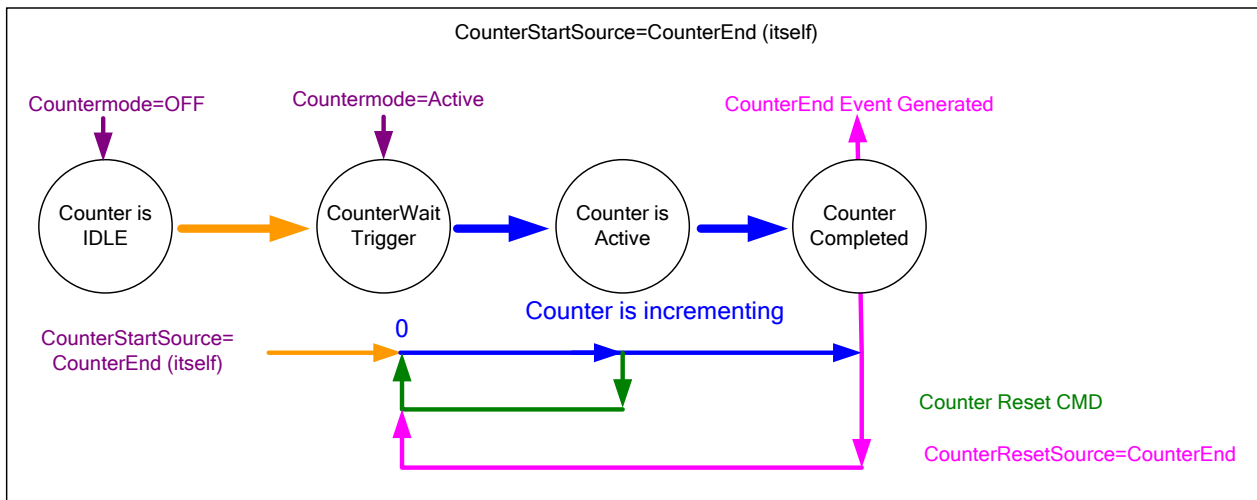 CounterStartSource=CounterEnd (itself)
Countermode=OFF
Countermode=Active
CounterEnd Event Generated
Counter is
IDLE
CounterWait
Trigger
Counter is
Active
Counter
Completed
Counter is incrementing
0
CounterStartSource=
CounterEnd (itself)
Counter Reset CMD
CounterResetSource=CounterEnd